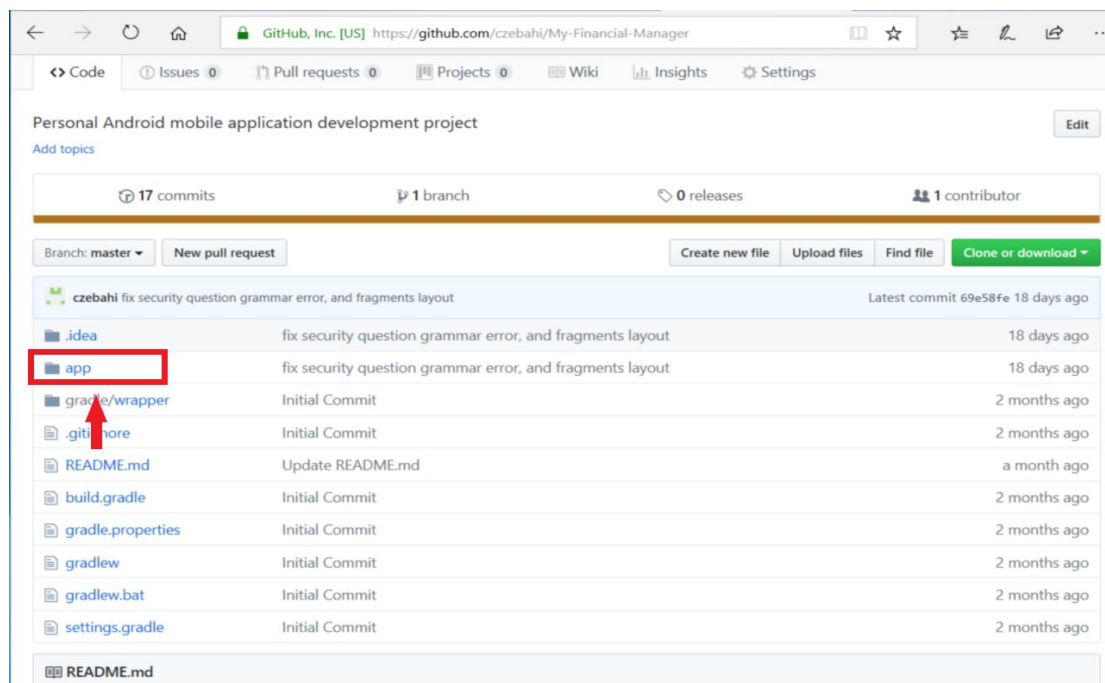 GitHub, Inc. [US] https://github.com/czebahi/My-Financial-Manager
Code Issues 0 Pull requests 0 Projects 0 Wiki Insights Settings
Personal Android mobile application development project Edit
Add topics
17 commits 1 branch 0 releases 1 contributor
Branch: master New pull request Create new file Upload files Find file Clone or download
czebahi fix security question grammar error, and fragments layout Latest commit 69e58fe 18 days ago
.idea fix security question grammar error, and fragments layout 18 days ago
app fix security question grammar error, and fragments layout 18 days ago
gradle/wrapper Initial Commit 2 months ago
.gitignore Initial Commit 2 months ago
README.md Update README.md a month ago
build.gradle Initial Commit 2 months ago
gradle.properties Initial Commit 2 months ago
gradlew Initial Commit 2 months ago
gradlew.bat Initial Commit 2 months ago
settings.gradle Initial Commit 2 months ago
README.md